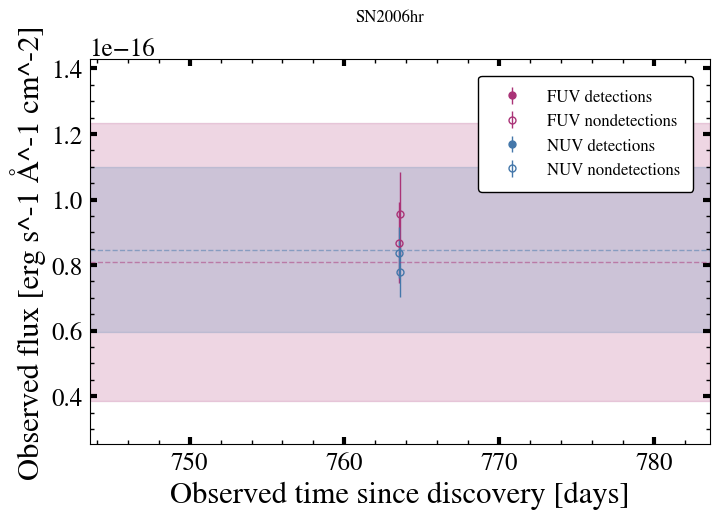 SN2006hr
1e−16
1.4
1.2
1.0
0.8
0.6
0.4
Observed flux [erg s^-1 Å^-1 cm^-2]
FUV detections
FUV nondetections
NUV detections
NUV nondetections
750
760
770
780
Observed time since discovery [days]